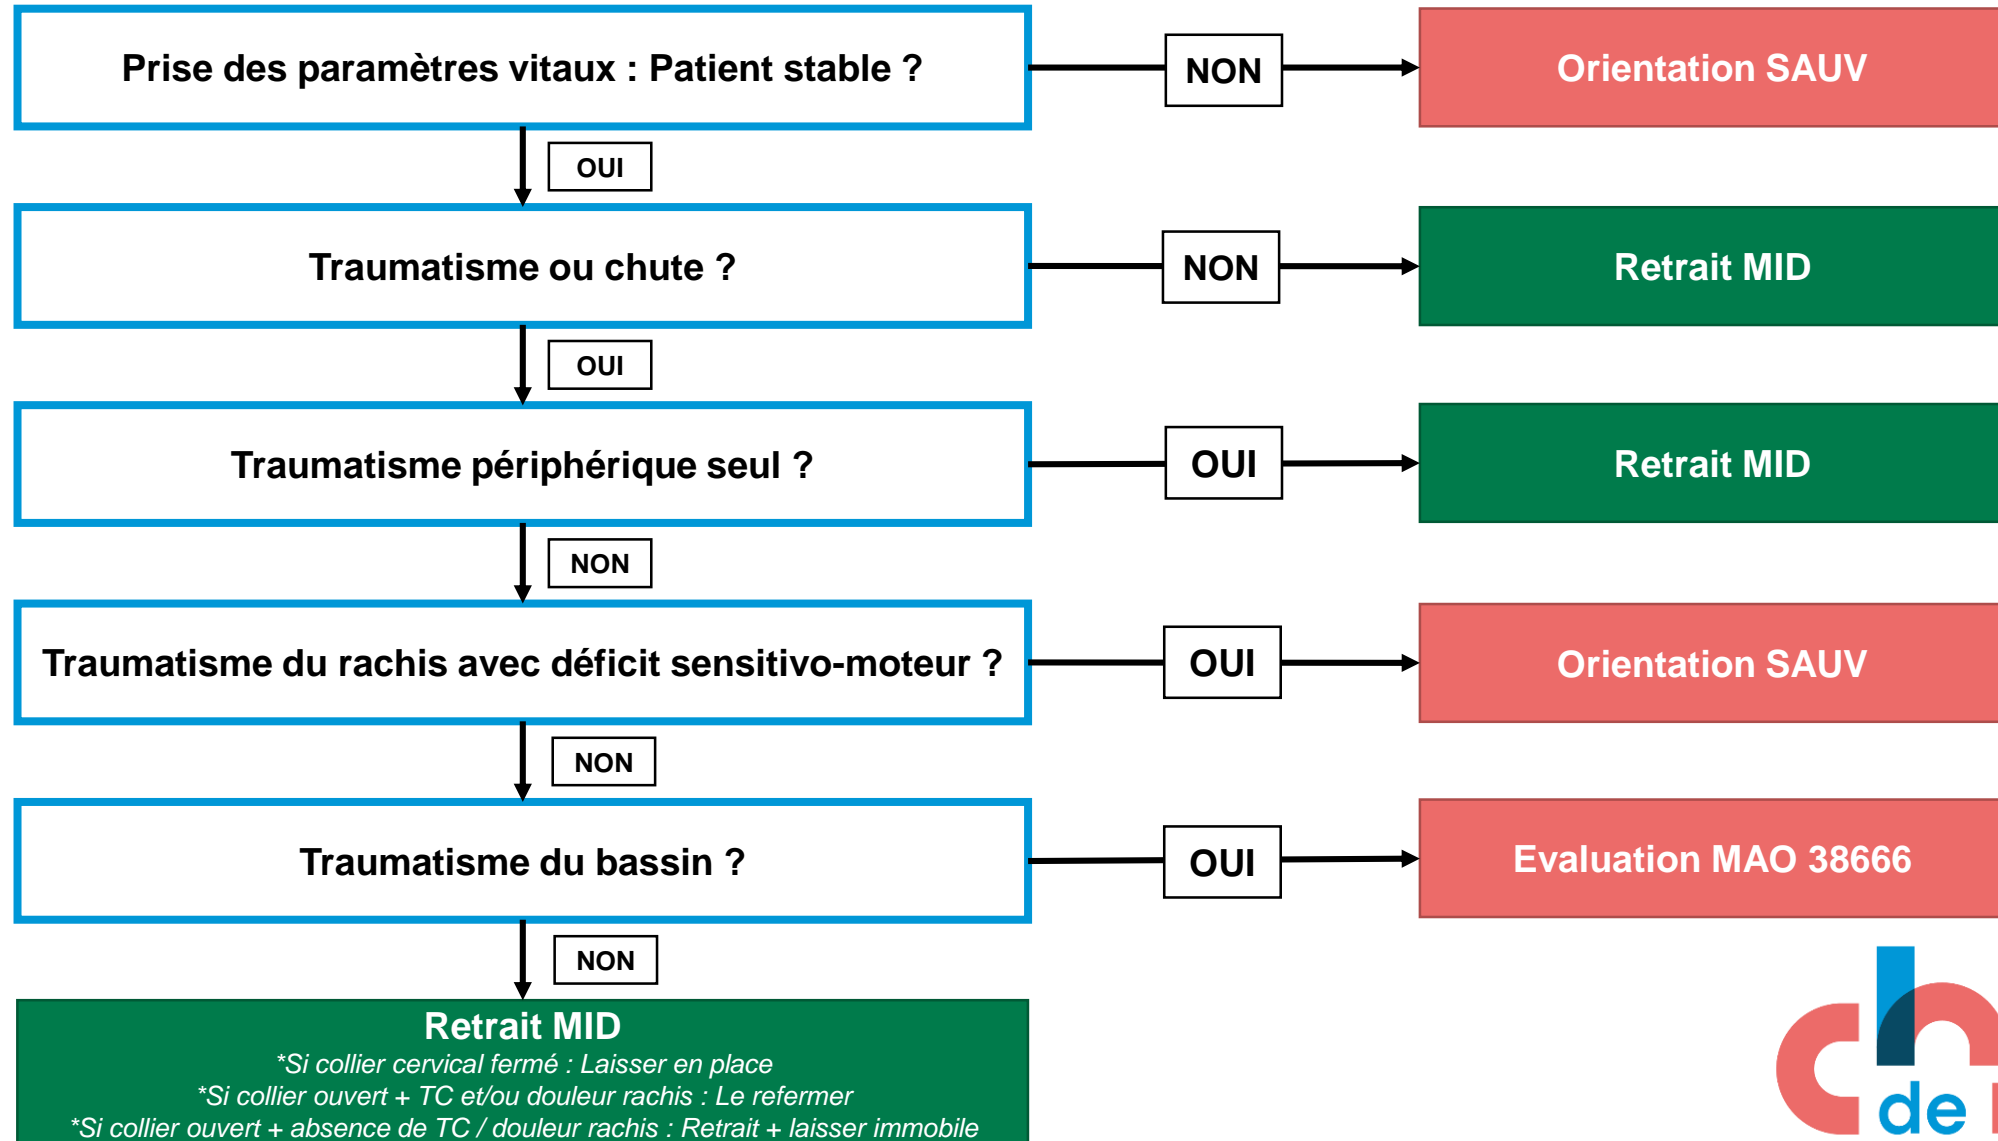 Prise des paramètres vitaux : Patient stable ?
NON
Orientation SAUV
OUI
Traumatisme ou chute ?
NON
Retrait MID
OUI
Traumatisme périphérique seul ?
OUI
Retrait MID
NON
Traumatisme du rachis avec déficit sensitivo-moteur ?
OUI
Orientation SAUV
NON
Traumatisme du bassin ?
OUI
Evaluation MAO 38666
NON
Retrait MID
*Si collier cervical fermé : Laisser en place
*Si collier ouvert + TC et/ou douleur rachis : Le refermer
*Si collier ouvert + absence de TC / douleur rachis : Retrait + laisser immobile
ch
de